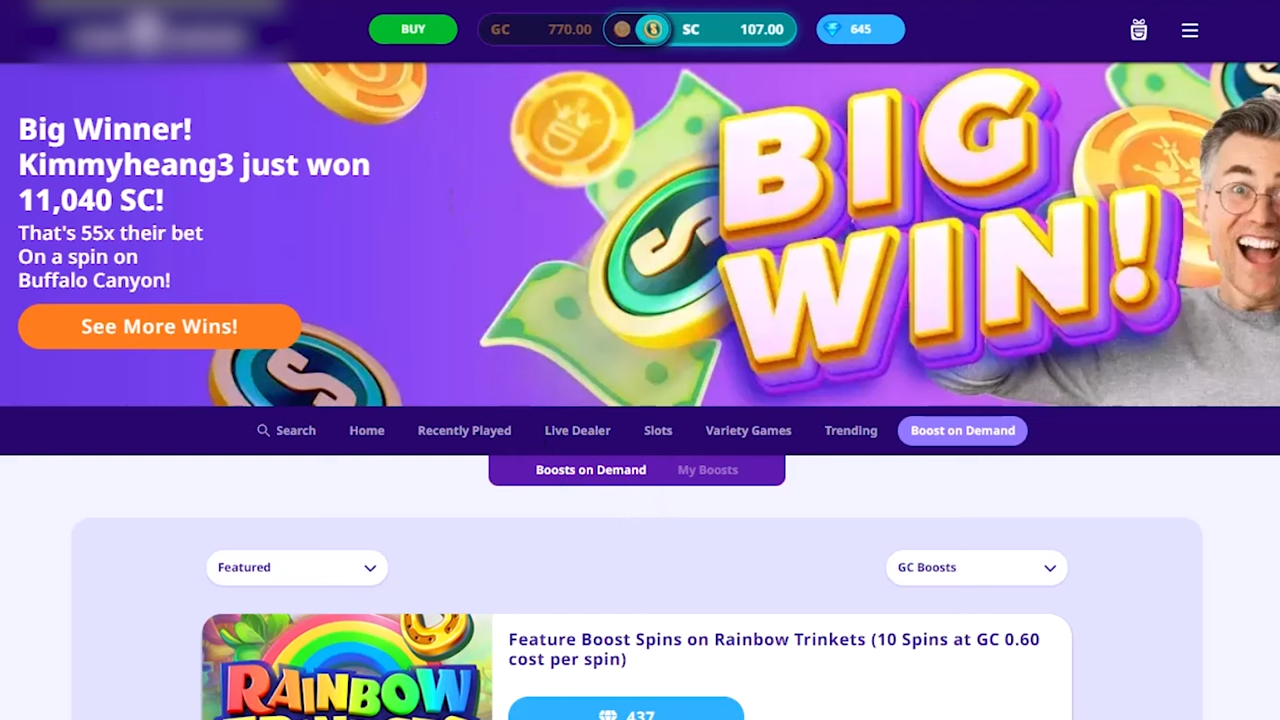 BUY
GC 770.00
SC 107.00
645
Big Winner!
Kimmyheang3 just won
11,040 SC!
That's 55x their bet
On a spin on
Buffalo Canyon!
See More Wins!
BIG
WIN!
Search Home Recently Played Live Dealer Slots Variety Games Trending Boost on Demand
Boosts on Demand My Boosts
Featured
GC Boosts
RAINBOW
Feature Boost Spins on Rainbow Trinkets (10 Spins at GC 0.60
cost per spin)
437